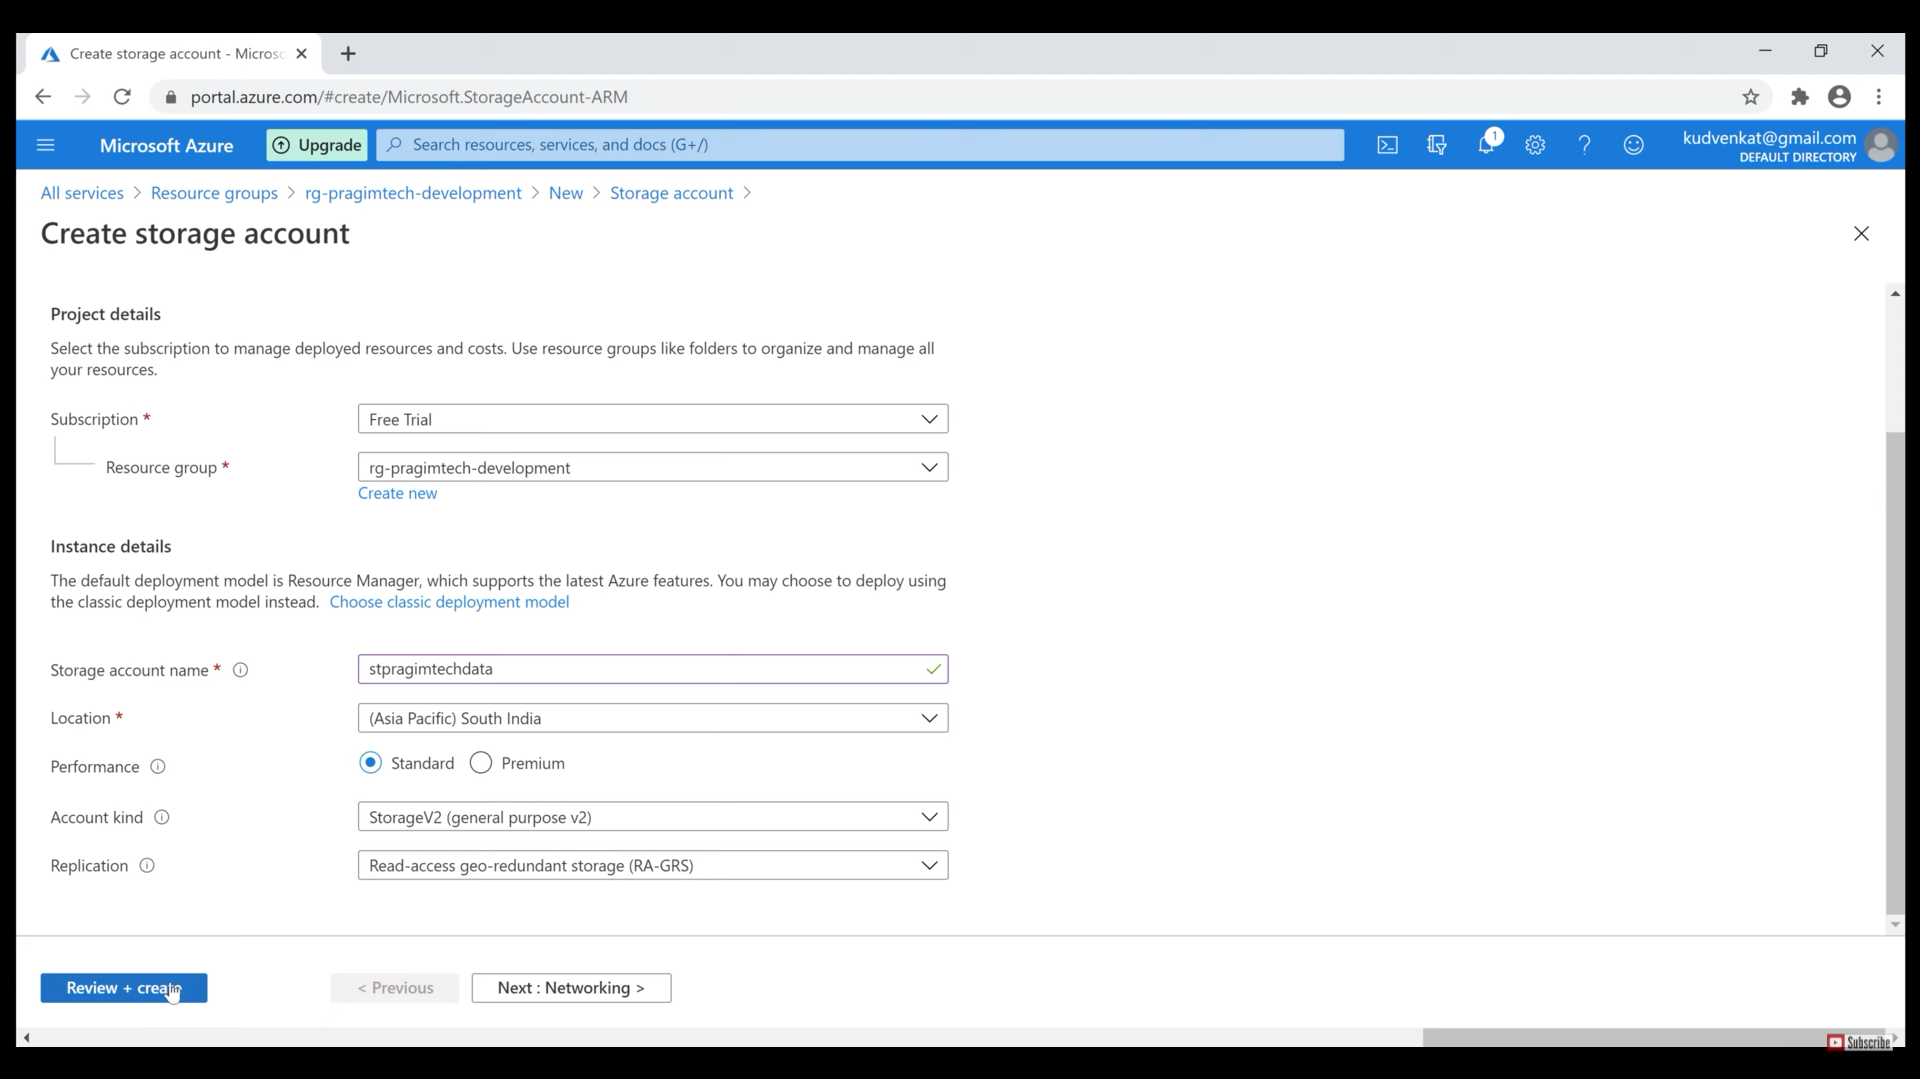 Create storage account - Microsc
portal.azure.com/#create/Microsoft.StorageAccount-ARM
Microsoft Azure
Upgrade
Search resources, services, and docs (G+/)
1
kudvenkat@gmail.com
DEFAULT DIRECTORY
All services > Resource groups > rg-pragimtech-development > New > Storage account >
Create storage account
Project details
Select the subscription to manage deployed resources and costs. Use resource groups like folders to organize and manage all
your resources.
Subscription * Free Trial
Resource group * rg-pragimtech-development
Create new
Instance details
The default deployment model is Resource Manager, which supports the latest Azure features. You may choose to deploy using
the classic deployment model instead. Choose classic deployment model
Storage account name * stpragimtechdata
Location * (Asia Pacific) South India
Performance Standard Premium
Account kind StorageV2 (general purpose v2)
Replication Read-access geo-redundant storage (RA-GRS)
Review + create < Previous Next : Networking >
Subscribe